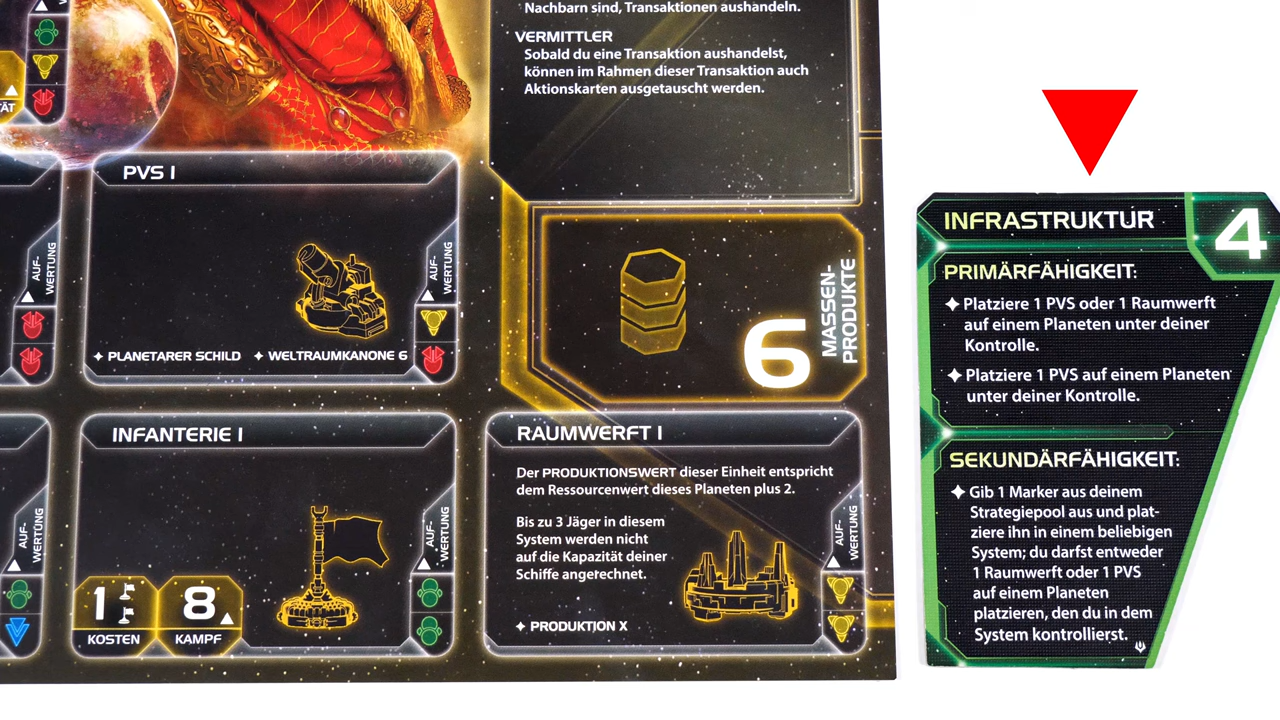 Nachbarn sind, Transaktionen aushandeln.
VERMITTLER
Sobald du eine Transaktion aushandelst,
können im Rahmen dieser Transaktion auch
Aktionskarten ausgetauscht werden.
TÄT
PVS I
AUF-
WERTUNG
AUF-
WERTUNG
PLANETARER SCHILD
WELTRAUMKANONE 6
6
MASSEN-
PRODUKTE
INFANTERIE I
AUF-
WERTUNG
AUF-
WERTUNG
1
KOSTEN
8
KAMPF
RAUMWERFT I
Der PRODUKTIONSWERT dieser Einheit entspricht
dem Ressourcenwert dieses Planeten plus 2.
Bis zu 3 Jäger in diesem
System werden nicht
auf die Kapazität deiner
Schiffe angerechnet.
PRODUKTION X
AUF-
WERTUNG
INFRASTRUKTUR
4
PRIMÄRFÄHIGKEIT:
Platziere 1 PVS oder 1 Raumwerft
auf einem Planeten unter deiner
Kontrolle.
Platziere 1 PVS auf einem Planeten
unter deiner Kontrolle.
SEKUNDÄRFÄHIGKEIT:
Gib 1 Marker aus deinem
Strategiepool aus und plat-
ziere ihn in einem beliebigen
System; du darfst entweder
1 Raumwerft oder 1 PVS
auf einem Planeten
platzieren, den du in dem
System kontrollierst.